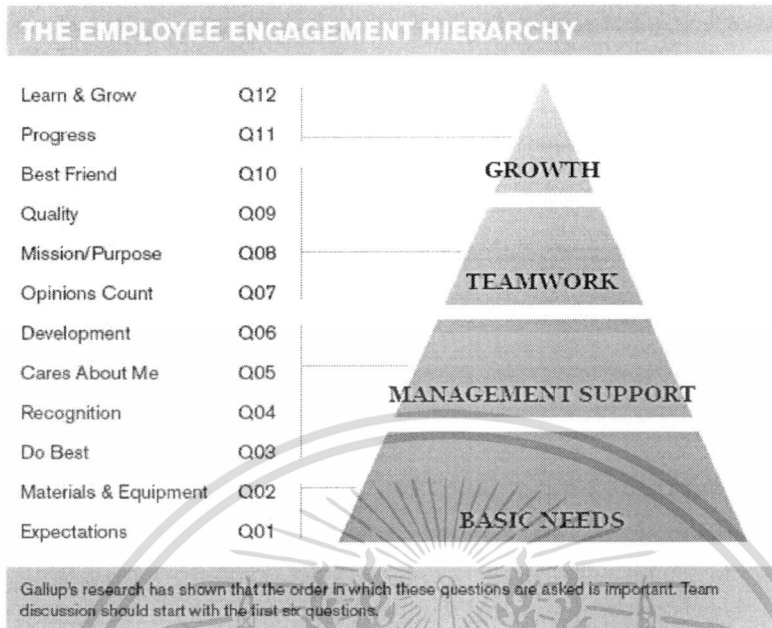 THE EMPLOYEE ENGAGEMENT HIERARCHY
Learn & Grow Q12
Progress Q11
Best Friend Q10
GROWTH
Quality Q09
Mission/Purpose Q08
TEAMWORK
Opinions Count Q07
Development Q06
Cares About Me Q05
MANAGEMENT SUPPORT
Recognition Q04
Do Best Q03
Materials & Equipment Q02
BASIC NEEDS
Expectations Q01
Gallup's research has shown that the order in which these questions are asked is important. Team
discussion should start with the first six questions.